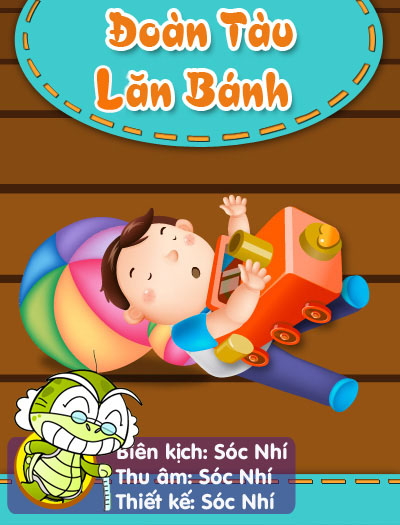 Đoàn Tàu
Lăn Bánh
Biên kịch: Sóc Nhí
Thu âm: Sóc Nhí
Thiết kế: Sóc Nhí